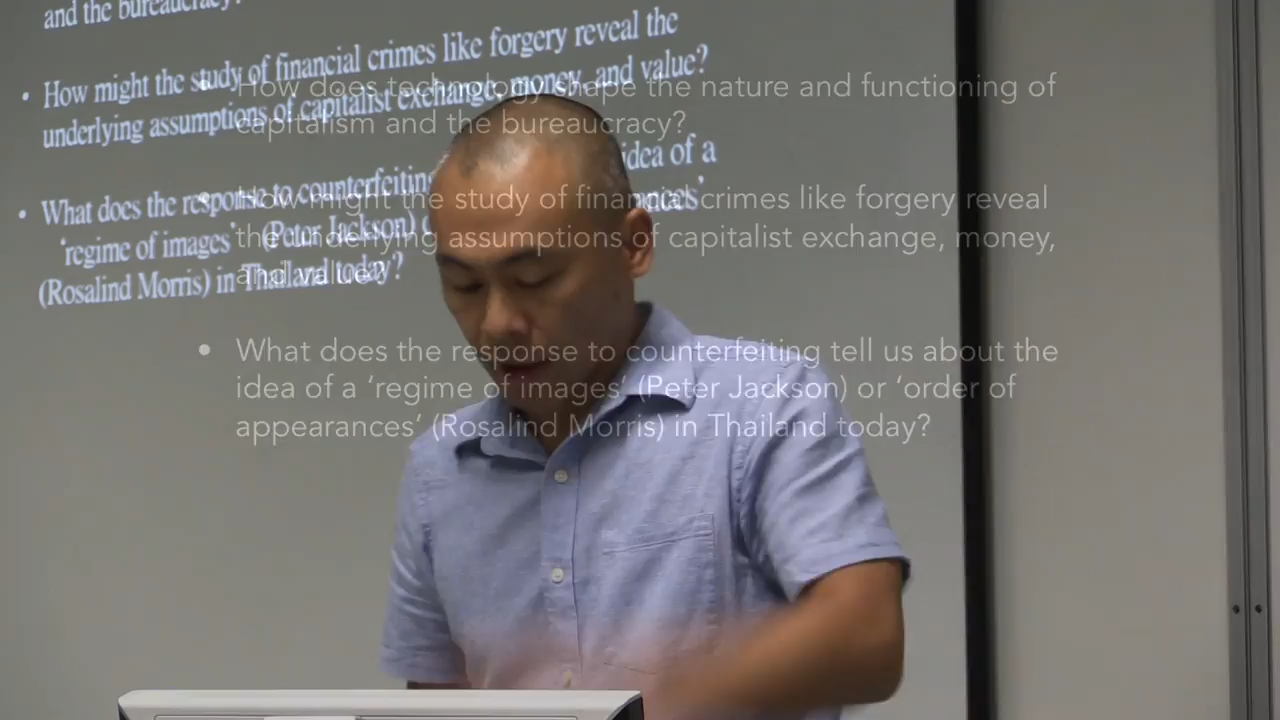 and the bureaucracy?
• How might the study of financial crimes like forgery reveal the
underlying assumptions of capitalist exchange, money, and value?
• What does the response to counterfeiting idea of a
'regime of images' (Peter Jackson)
(Rosalind Morris) in Thailand today?
• How does technology shape the nature and functioning of
capitalism and the bureaucracy?
• How might the study of financial crimes like forgery reveal
the underlying assumptions of capitalist exchange, money,
and value?
• What does the response to counterfeiting tell us about the
idea of a ‘regime of images’ (Peter Jackson) or ‘order of
appearances’ (Rosalind Morris) in Thailand today?